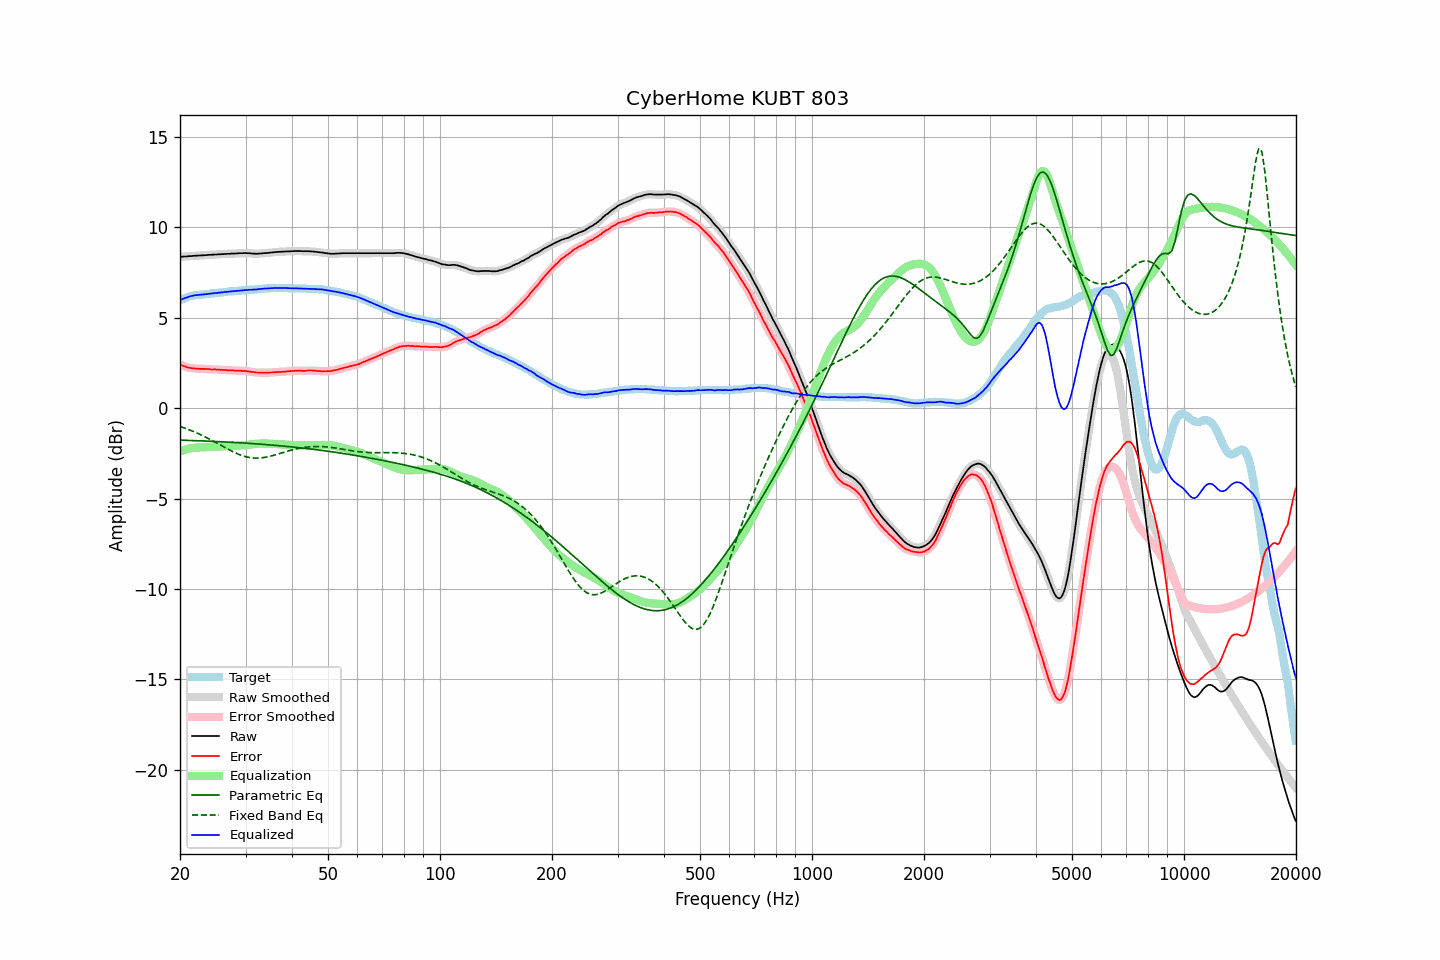 CyberHome KUBT 803
Amplitude (dBr)
15
10
5
0
−5
−10
−15
−20
Target
Raw Smoothed
Error Smoothed
Raw
Error
Equalization
Parametric Eq
Fixed Band Eq
Equalized
20 50 100 200 500 1000 2000 5000 10000 20000
Frequency (Hz)